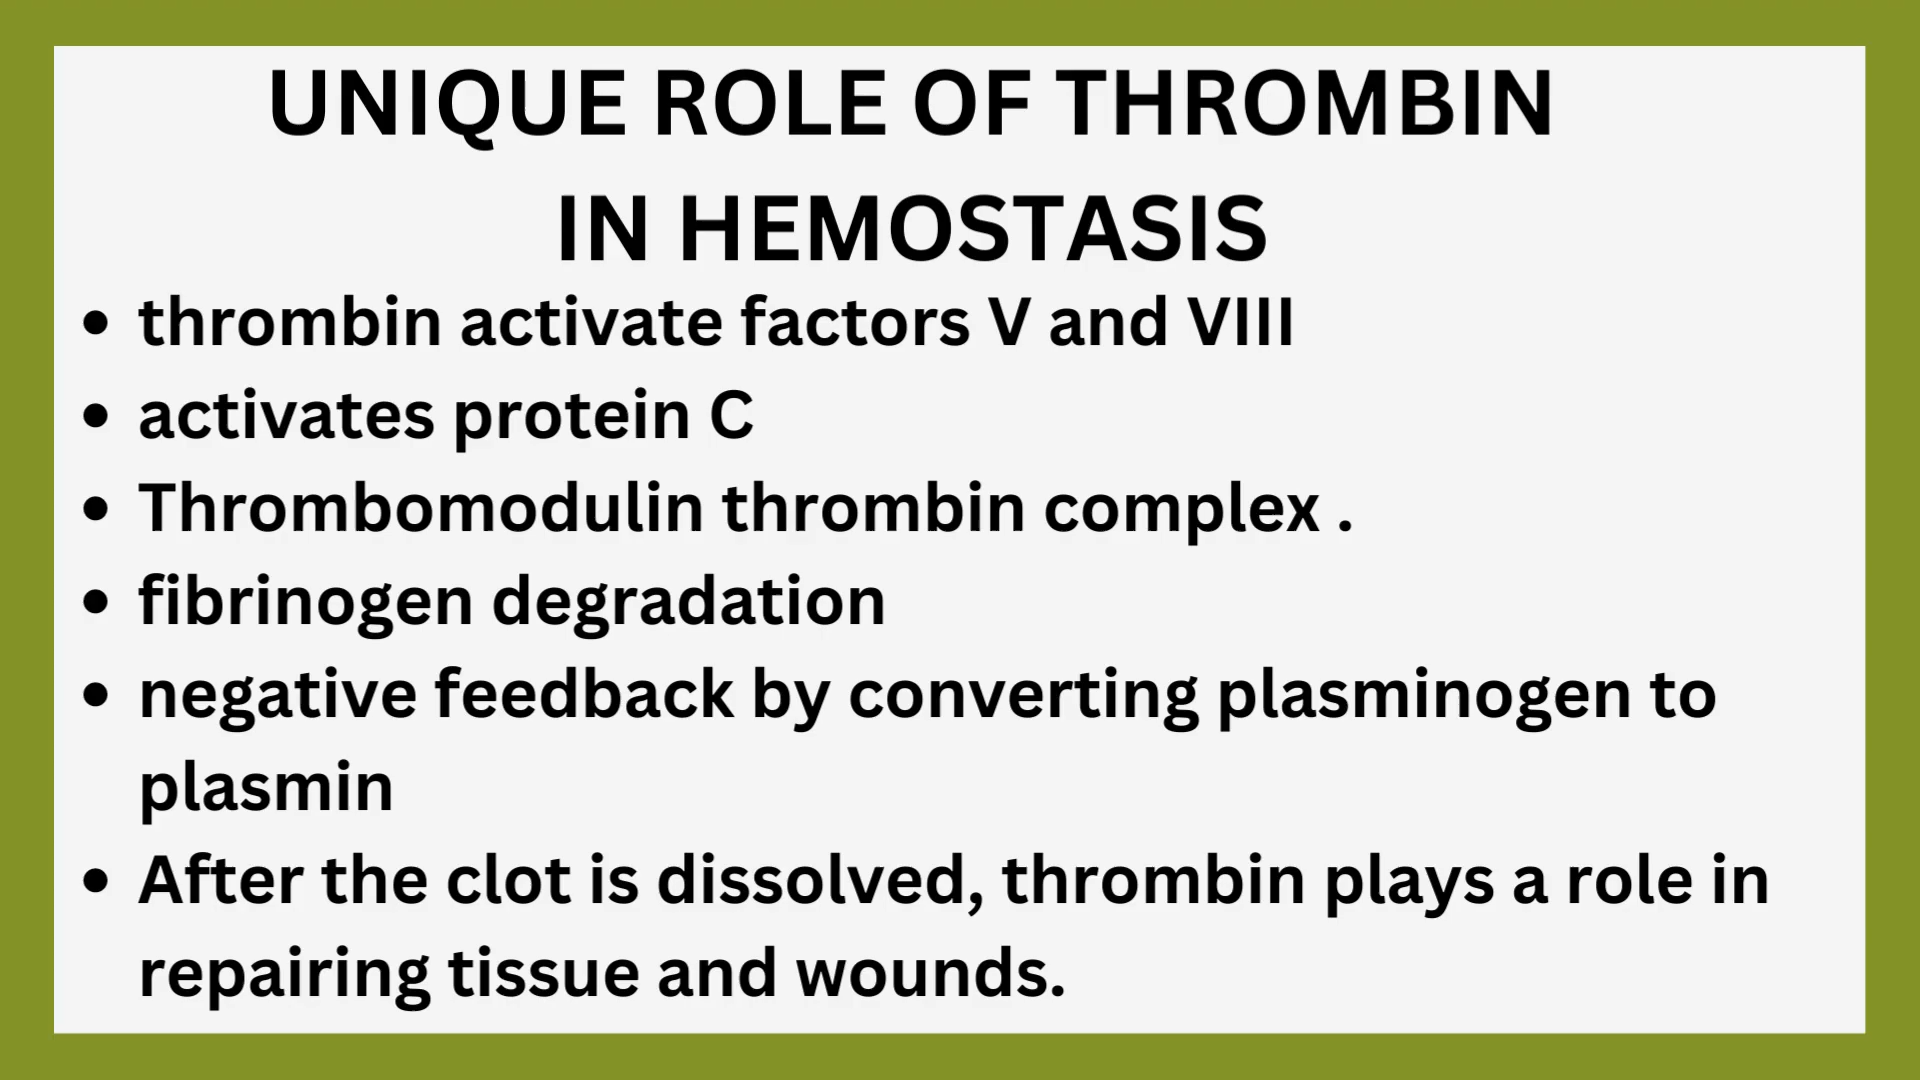 UNIQUE ROLE OF THROMBIN
IN HEMOSTASIS
• thrombin activate factors V and VIII
• activates protein C
• Thrombomodulin thrombin complex .
• fibrinogen degradation
• negative feedback by converting plasminogen to
plasmin
• After the clot is dissolved, thrombin plays a role in
repairing tissue and wounds.